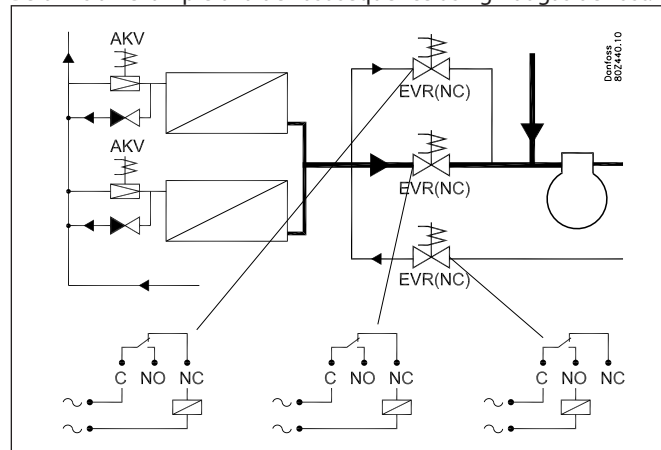 AKV
Danfoss
80Z440.10
EVR(NC)
AKV
EVR(NC)
EVR(NC)
C NO NC
C NO NC
C NO NC